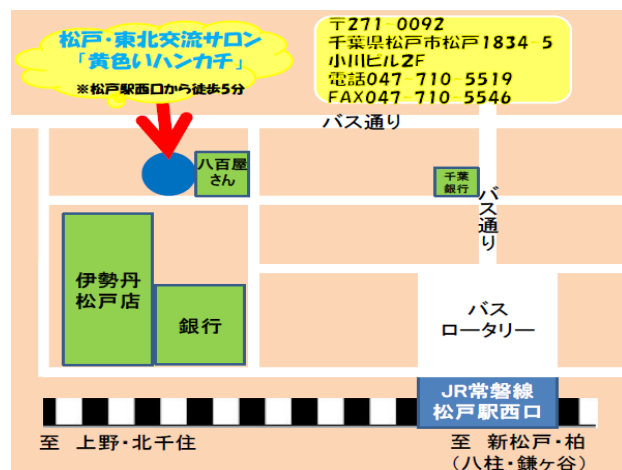 松戸・東北交流サロン
「黄色いハンカチ」
※松戸駅西口から徒歩5分
〒271-0092
千葉県松戸市松戸1834-5
小川ビル2F
電話047-710-5519
FAX047-710-5546
バス通り
八百屋
さん
千葉
銀行
バス通り
伊勢丹
松戸店
銀行
バス
ロータリー
JR常磐線
松戸駅西口
至 上野・北千住
至 新松戸・柏
(八柱・鎌ヶ谷)